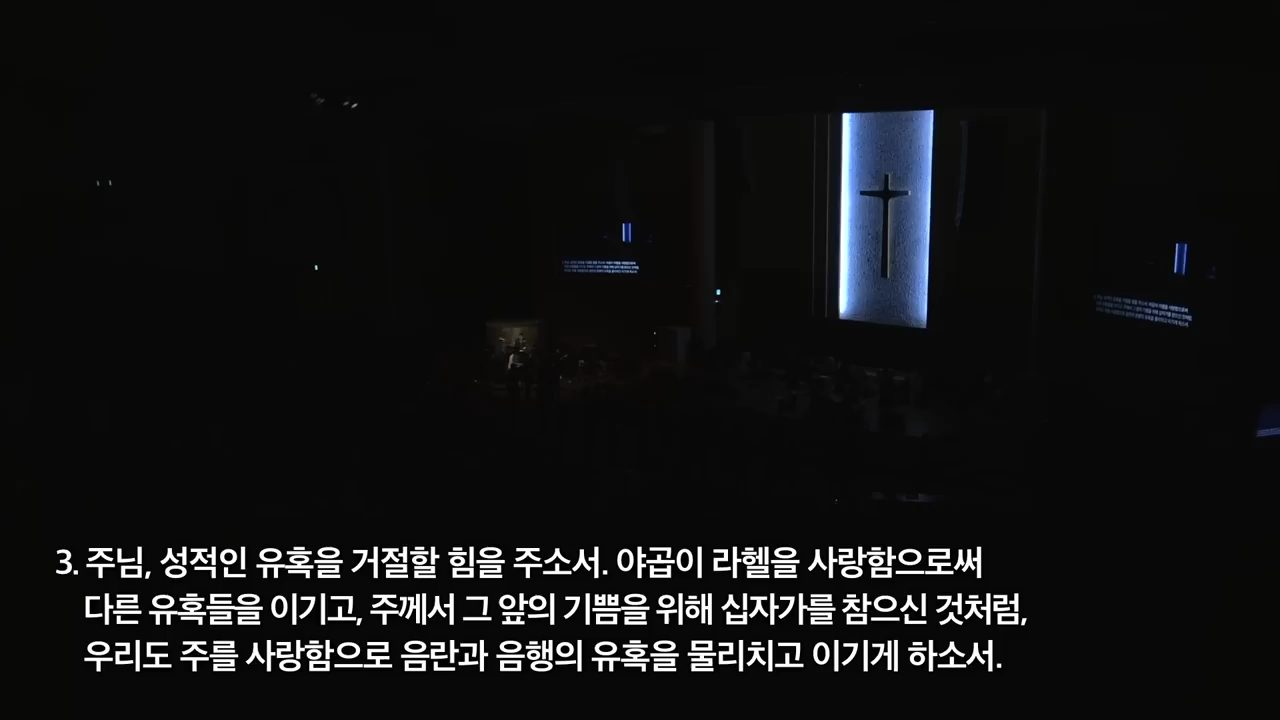 3. 주님, 성적인 유혹을 거절할 힘을 주소서. 야곱이 라헬을 사랑함으로써
다른 유혹들을 이기고, 주께서 그 앞의 기쁨을 위해 십자가를 참으신 것처럼,
우리도 주를 사랑함으로 음란과 음행의 유혹을 물리치고 이기게 하소서.